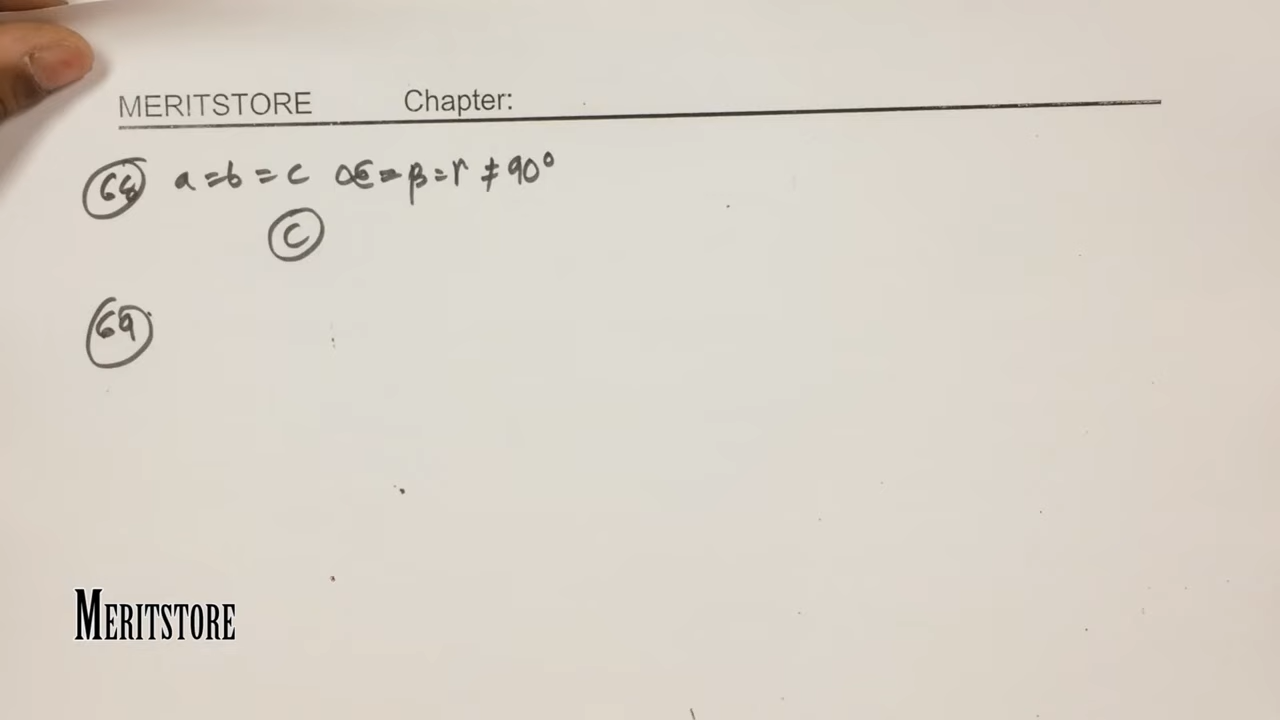 MERITSTORE Chapter:
68 a = b = c α = β = γ ≠ 90°
C
69
MERITSTORE